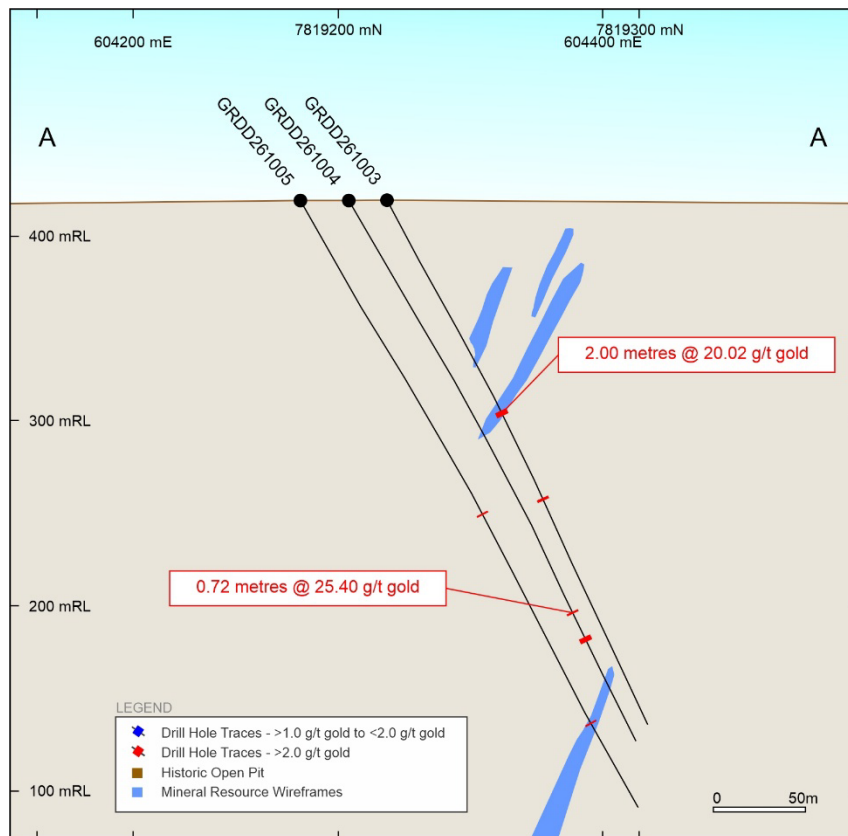 7819200 mN
7819300 mN
604200 mE
604400 mE
A
A
GRDD261005
GRDD261004
GRDD261003
400 mRL
2.00 metres @ 20.02 g/t gold
300 mRL
0.72 metres @ 25.40 g/t gold
200 mRL
LEGEND
Drill Hole Traces - >1.0 g/t gold to <2.0 g/t gold
Drill Hole Traces - >2.0 g/t gold
Historic Open Pit
Mineral Resource Wireframes
100 mRL
0 50m